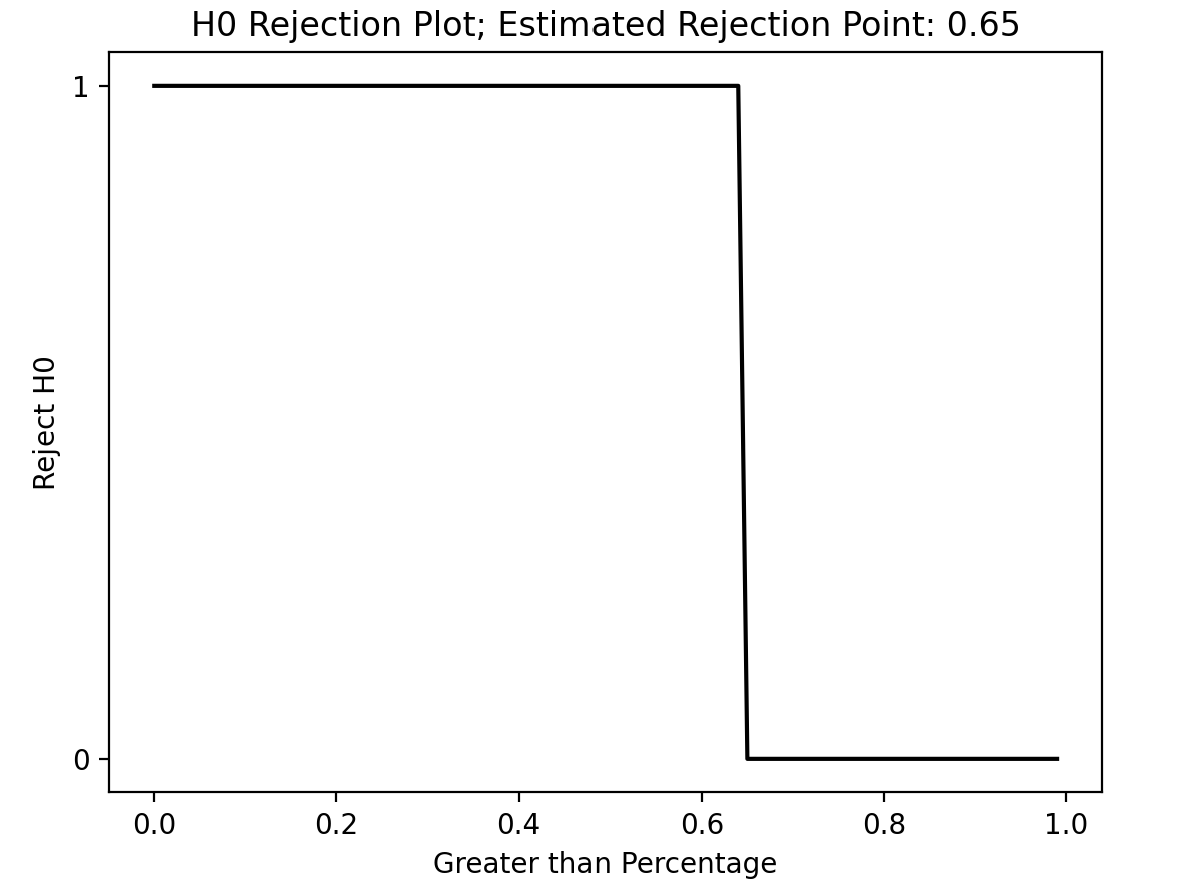 H0 Rejection Plot; Estimated Rejection Point: 0.65
1
Reject H0
0
0.0 0.2 0.4 0.6 0.8 1.0
Greater than Percentage